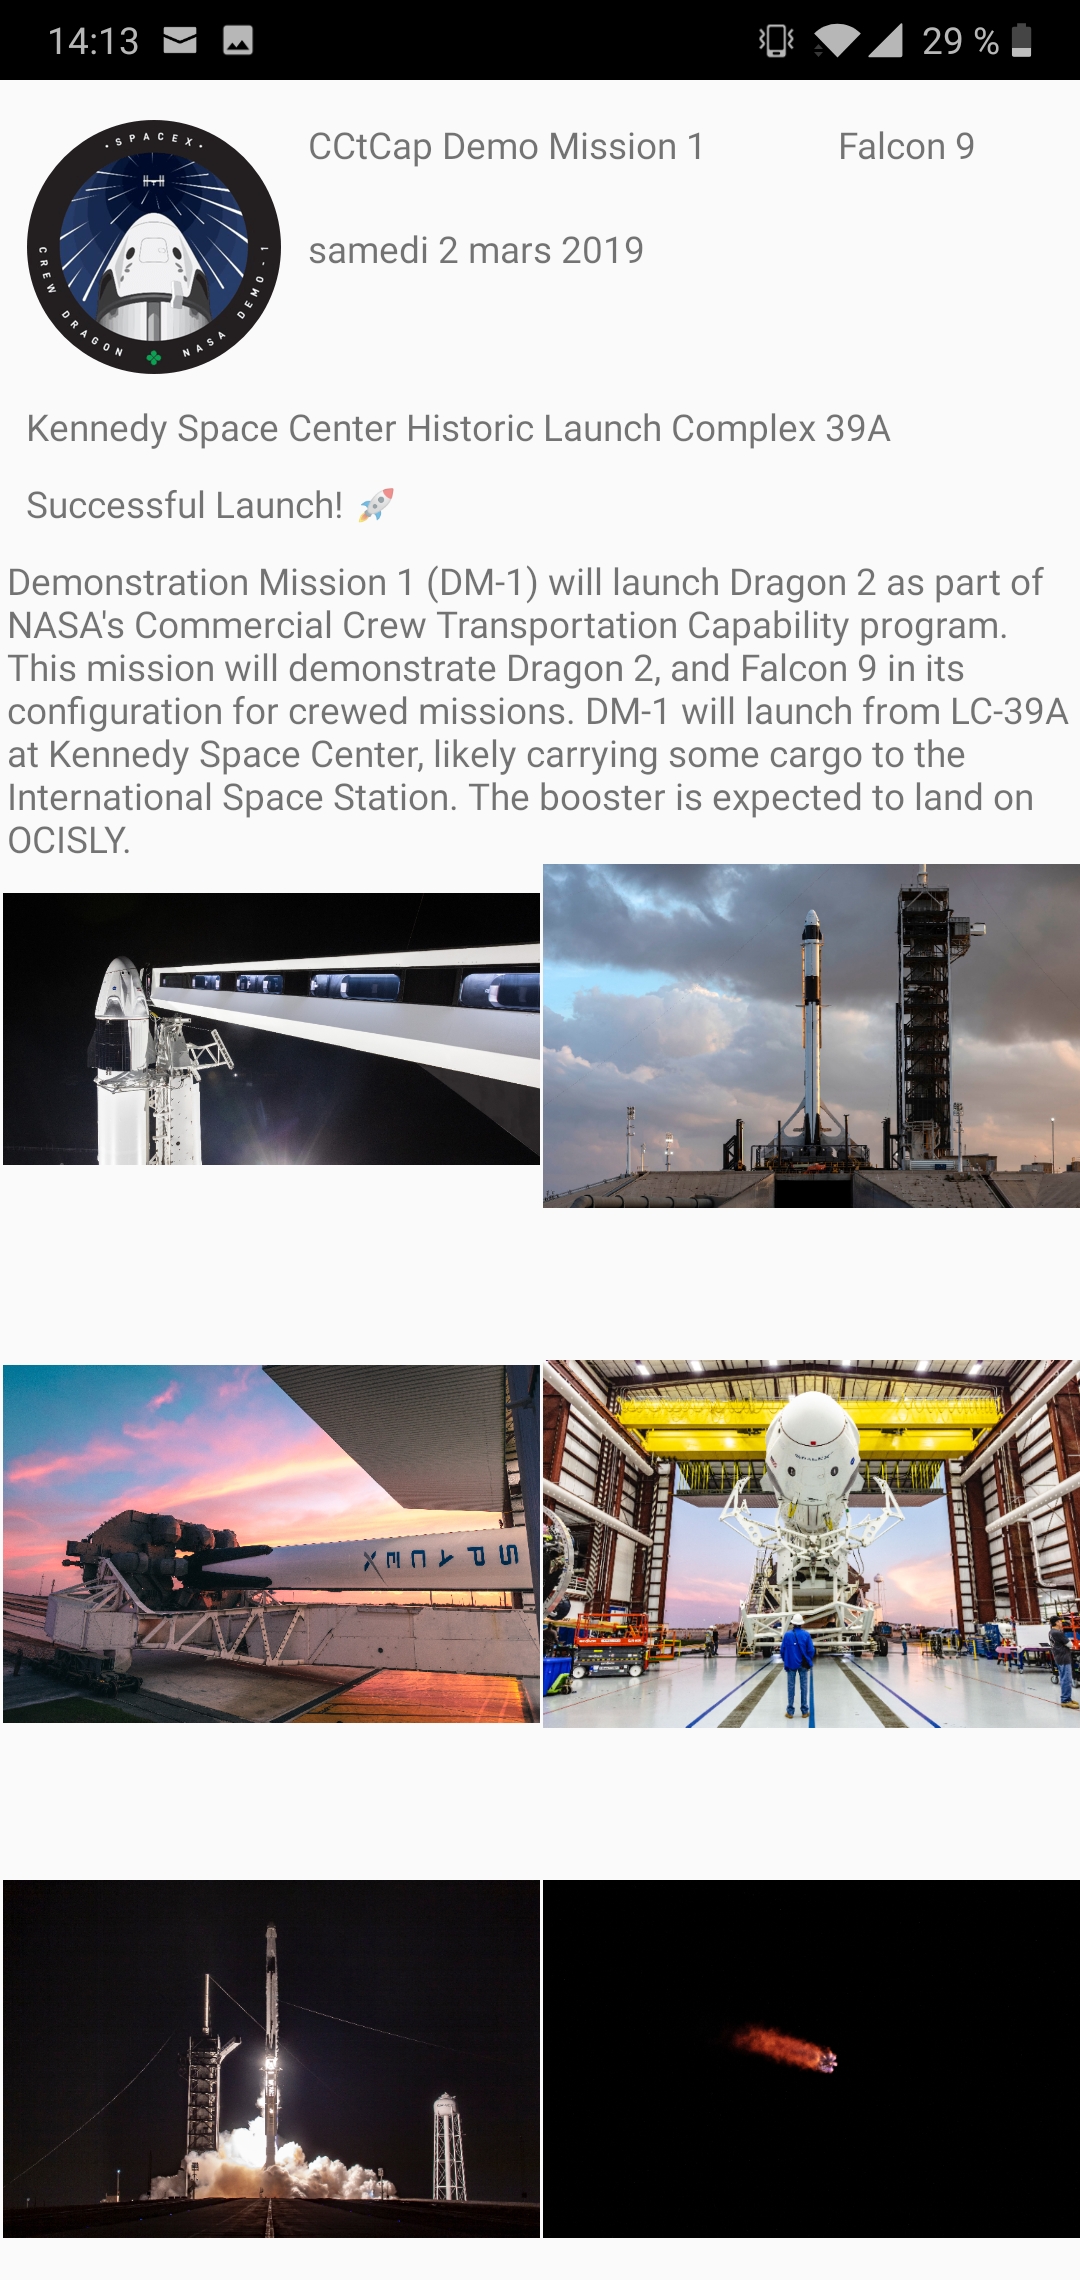 14:13 29 %
SPACEX
CREW DRAGON NASA DEMO-1
CCtCap Demo Mission 1 Falcon 9
samedi 2 mars 2019
Kennedy Space Center Historic Launch Complex 39A
Successful Launch! 🚀
Demonstration Mission 1 (DM-1) will launch Dragon 2 as part of
NASA's Commercial Crew Transportation Capability program.
This mission will demonstrate Dragon 2, and Falcon 9 in its
configuration for crewed missions. DM-1 will launch from LC-39A
at Kennedy Space Center, likely carrying some cargo to the
International Space Station. The booster is expected to land on
OCISLY.
SPACEX
SPACEX